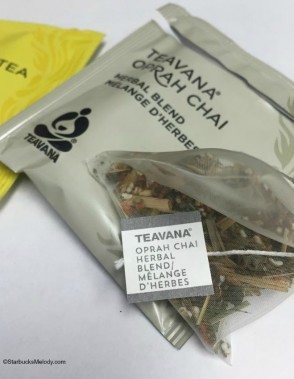 TEA
TEAVANA®
OPRAH CHAI
HERBAL BLEND
MÉLANGE D'HERBES
TEAVANA®
TEAVANA®
OPRAH CHAI
HERBAL
BLEND/
MÉLANGE
D'HERBES
©StarbucksMelody.com